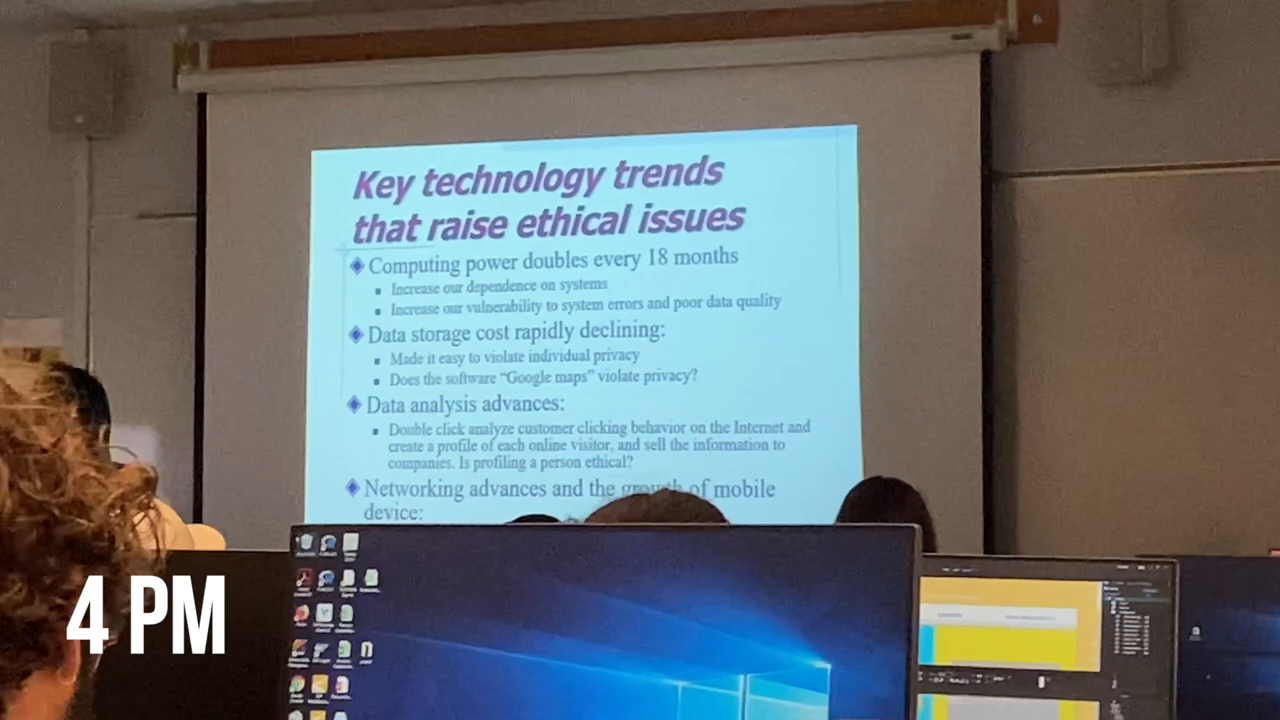 Key technology trends
that raise ethical issues
Computing power doubles every 18 months
Increase our dependence on systems
Increase our vulnerability to system errors and poor data quality
Data storage cost rapidly declining:
Made it easy to violate individual privacy
Does the software “Google maps” violate privacy?
Data analysis advances:
Double click analyze customer clicking behavior on the Internet and
create a profile of each online visitor, and sell the information to
companies. Is profiling a person ethical?
Networking advances and the growth of mobile
device:
4 PM